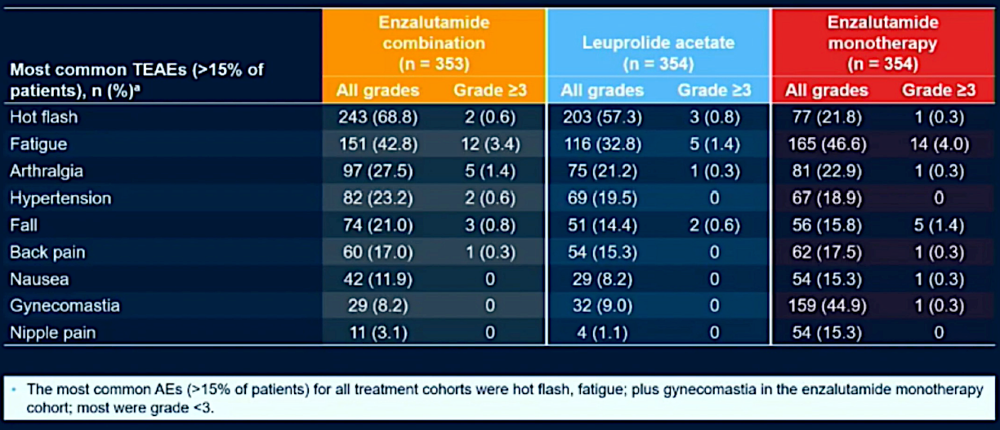 Enzalutamide combination (n = 353)
Leuprolide acetate (n = 354)
Enzalutamide monotherapy (n = 354)
Most common TEAEs (>15% of patients), n (%)ᵃ
All grades Grade ≥3 All grades Grade ≥3 All grades Grade ≥3
Hot flash 243 (68.8) 2 (0.6) 203 (57.3) 3 (0.8) 77 (21.8) 1 (0.3)
Fatigue 151 (42.8) 12 (3.4) 116 (32.8) 5 (1.4) 165 (46.6) 14 (4.0)
Arthralgia 97 (27.5) 5 (1.4) 75 (21.2) 1 (0.3) 81 (22.9) 1 (0.3)
Hypertension 82 (23.2) 2 (0.6) 69 (19.5) 0 67 (18.9) 0
Fall 74 (21.0) 3 (0.8) 51 (14.4) 2 (0.6) 56 (15.8) 5 (1.4)
Back pain 60 (17.0) 1 (0.3) 54 (15.3) 0 62 (17.5) 1 (0.3)
Nausea 42 (11.9) 0 29 (8.2) 0 54 (15.3) 1 (0.3)
Gynecomastia 29 (8.2) 0 32 (9.0) 0 159 (44.9) 1 (0.3)
Nipple pain 11 (3.1) 0 4 (1.1) 0 54 (15.3) 0
• The most common AEs (>15% of patients) for all treatment cohorts were hot flash, fatigue; plus gynecomastia in the enzalutamide monotherapy
cohort; most were grade <3.